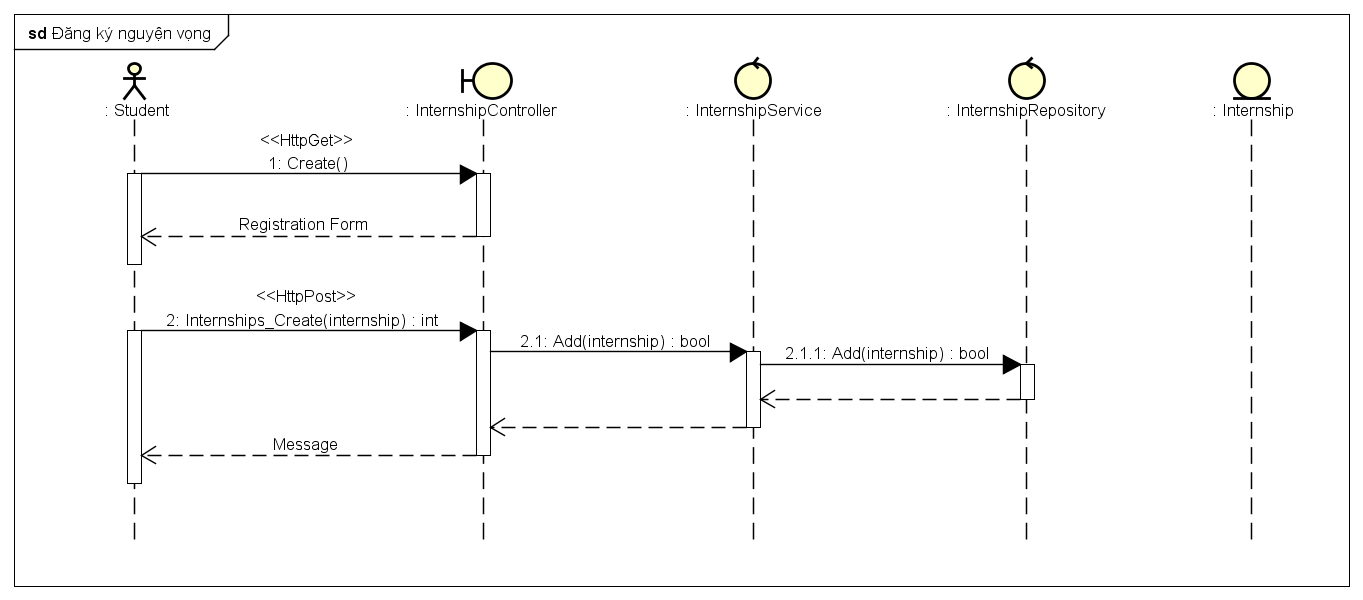 sd Đăng ký nguyện vọng
: Student
: InternshipController
: InternshipService
: InternshipRepository
: Internship
<<HttpGet>>
1: Create()
Registration Form
<<HttpPost>>
2: Internships_Create(internship) : int
2.1: Add(internship) : bool
2.1.1: Add(internship) : bool
Message